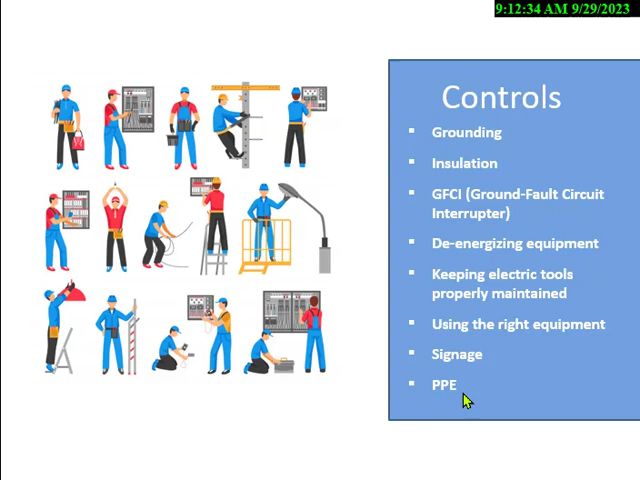 9:12:34 AM 9/29/2023
Controls
Grounding
Insulation
GFCI (Ground-Fault Circuit
Interrupter)
De-energizing equipment
Keeping electric tools
properly maintained
Using the right equipment
Signage
PPE